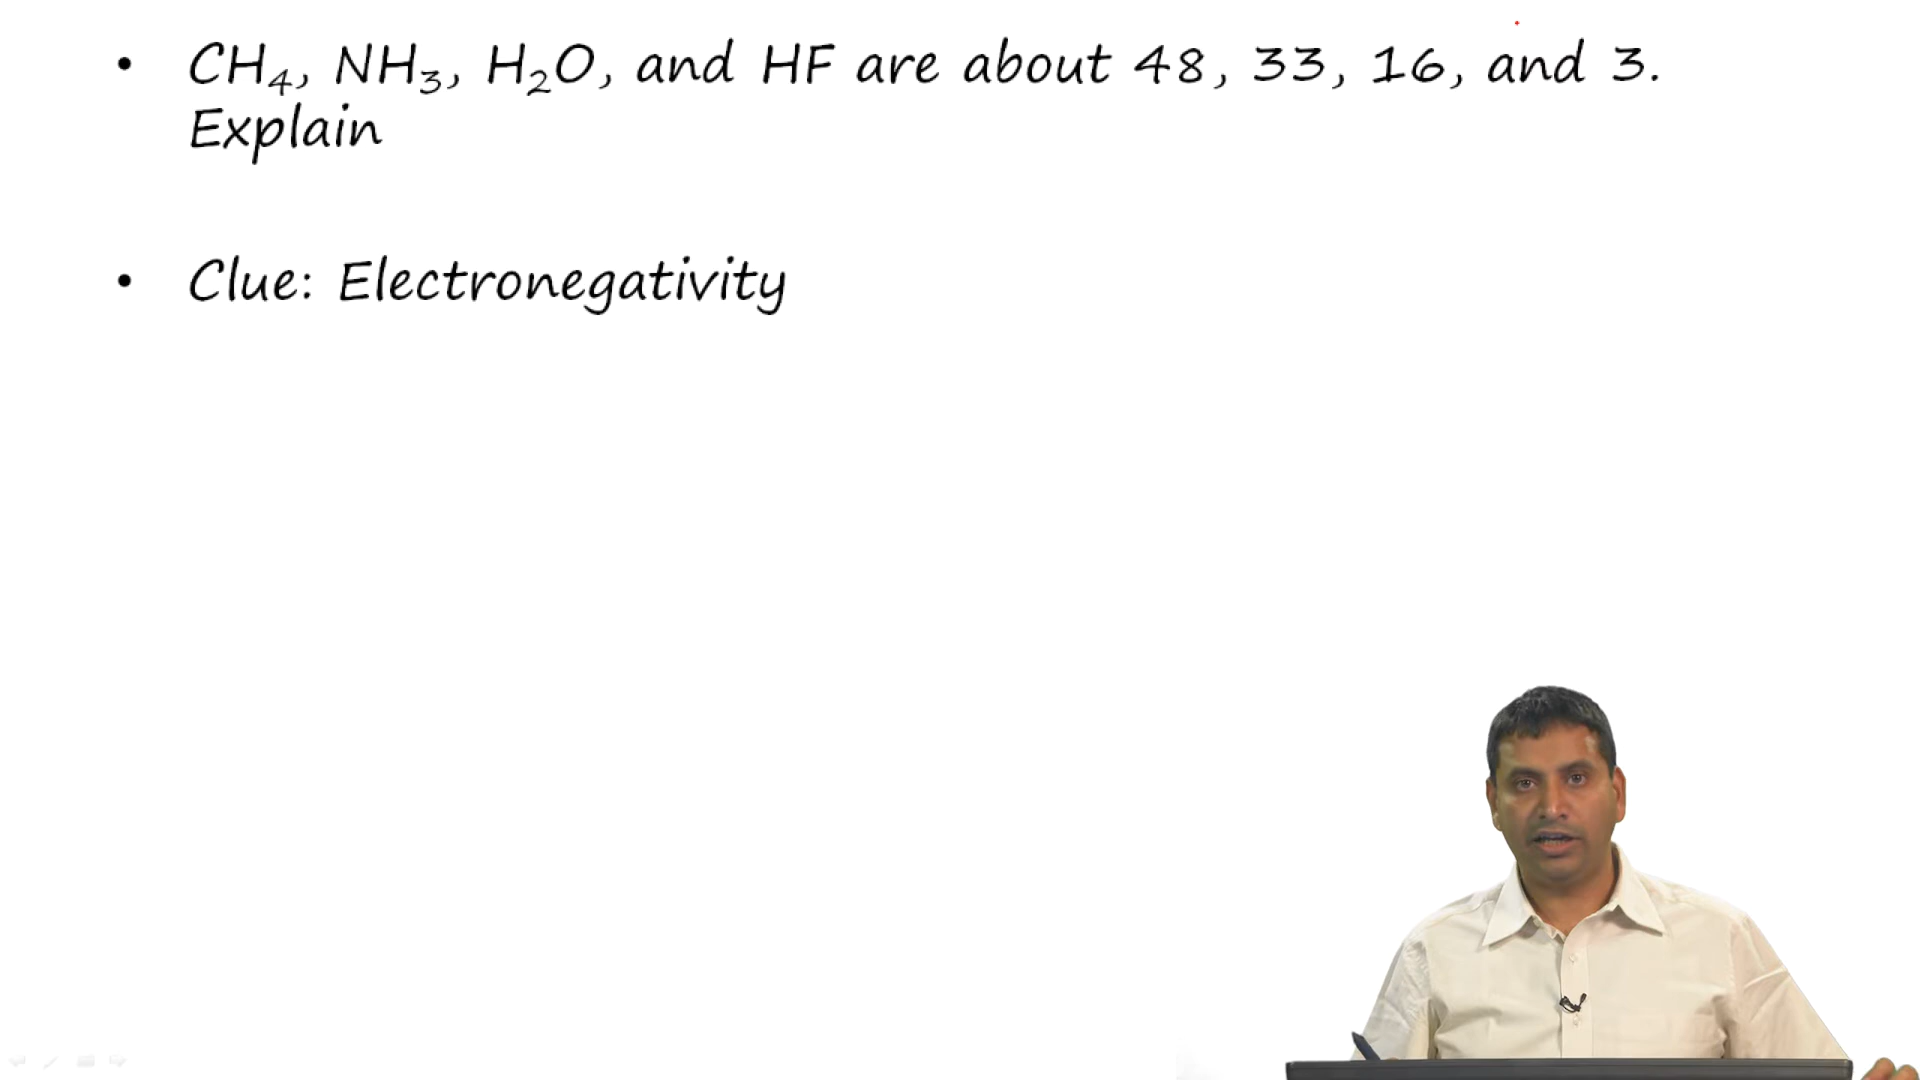 • CH₄, NH₃, H₂O, and HF are about 48, 33, 16, and 3.
Explain
• Clue: Electronegativity